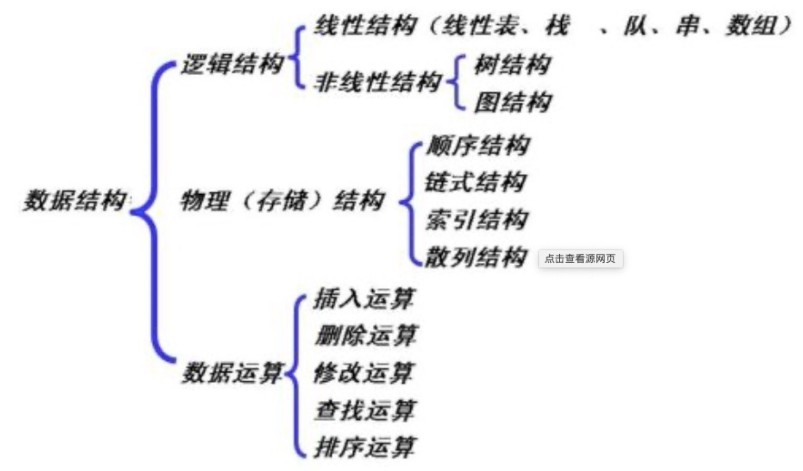 线性结构（线性表、栈 、队、串、数组）
逻辑结构
非线性结构
树结构
图结构
顺序结构
链式结构
数据结构
物理（存储）结构
索引结构
散列结构
点击查看源网页
插入运算
删除运算
数据运算
修改运算
查找运算
排序运算